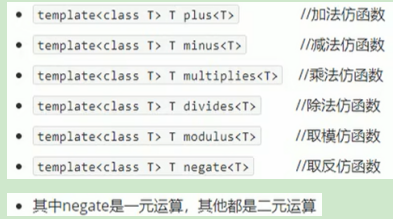 • template<class T> T plus<T> //加法仿函数
• template<class T> T minus<T> //减法仿函数
• template<class T> T multiplies<T> //乘法仿函数
• template<class T> T divides<T> //除法仿函数
• template<class T> T modulus<T> //取模仿函数
• template<class T> T negate<T> //取反仿函数
• 其中negate是一元运算，其他都是二元运算